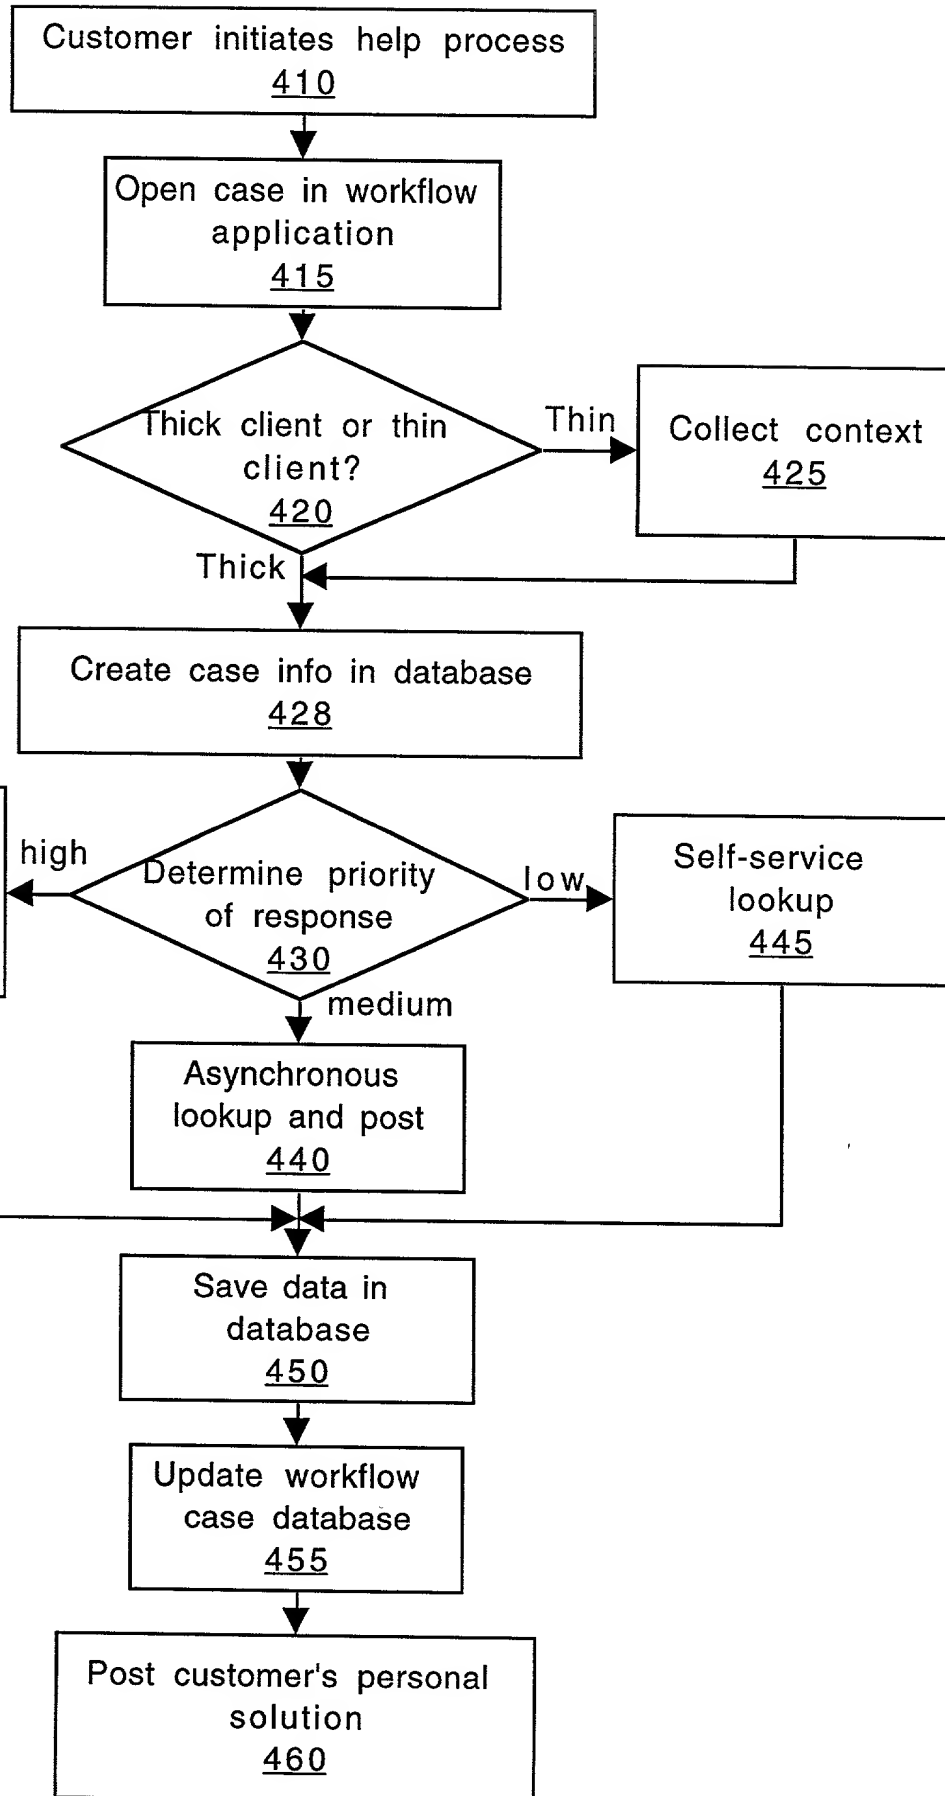 Customer initiates help process
410
Open case in workflow
application
415
Thick client or thin
client?
420
Thin
Collect context
425
Thick
Create case info in database
428
high
Determine priority
of response
430
low
Self-service
lookup
445
medium
Asynchronous
lookup and post
440
Save data in
database
450
Update workflow
case database
455
Post customer's personal
solution
460